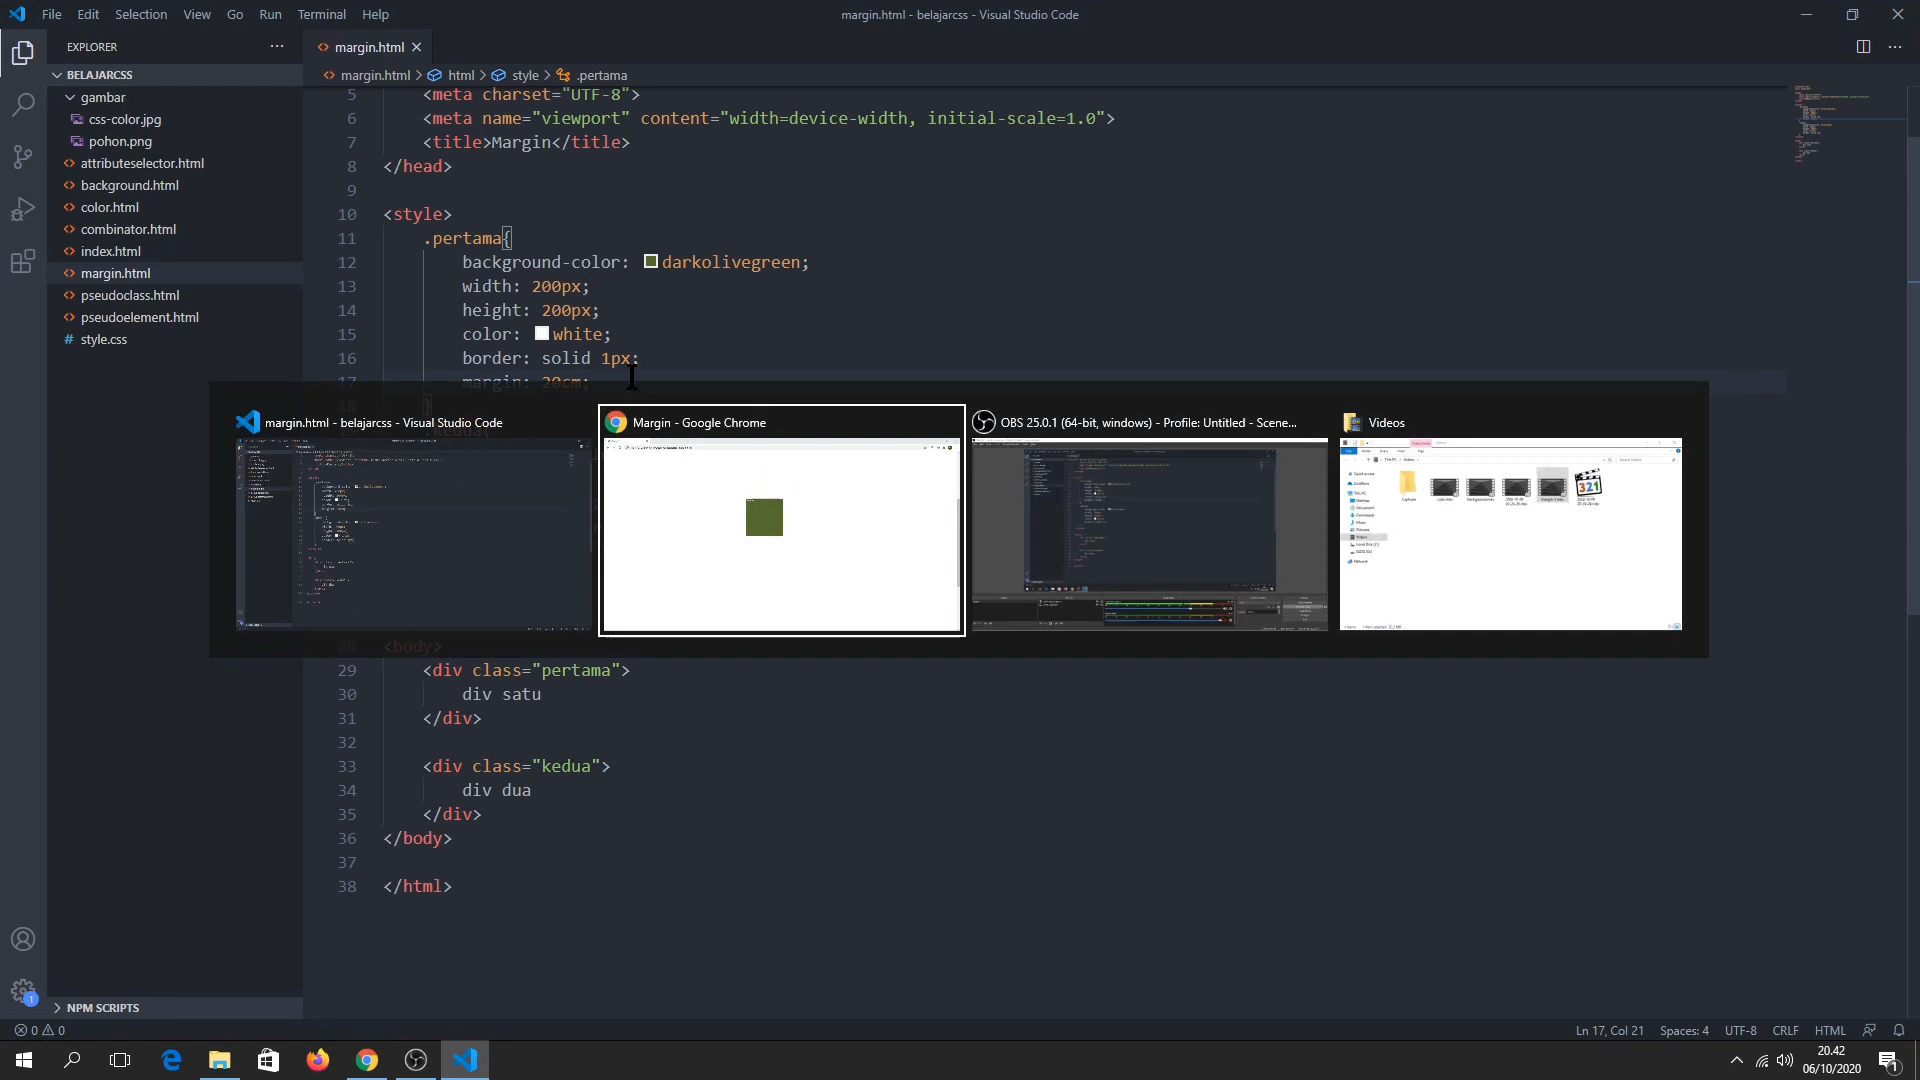 File Edit Selection View Go Run Terminal Help
margin.html - belajarcss - Visual Studio Code
EXPLORER
margin.html
BELAJARCSS
margin.html html style .pertama
gambar
css-color.jpg
pohon.png
attributeselector.html
background.html
color.html
combinator.html
index.html
margin.html
pseudoclass.html
pseudoelement.html
# style.css
5 <meta charset="UTF-8">
6 <meta name="viewport" content="width=device-width, initial-scale=1.0">
7 <title>Margin</title>
8 </head>
9
10 <style>
11 .pertama{
12 background-color: darkolivegreen;
13 width: 200px;
14 height: 200px;
15 color: white;
16 border: solid 1px;
17 margin: 20cm;
margin.html - belajarcss - Visual Studio Code
Margin - Google Chrome
OBS 25.0.1 (64-bit, windows) - Profile: Untitled - Scene...
Videos
28 <body>
29 <div class="pertama">
30 div satu
31 </div>
32
33 <div class="kedua">
34 div dua
35 </div>
36 </body>
37
38 </html>
NPM SCRIPTS
0 0
Ln 17, Col 21 Spaces: 4 UTF-8 CRLF HTML
20.42
06/10/2020